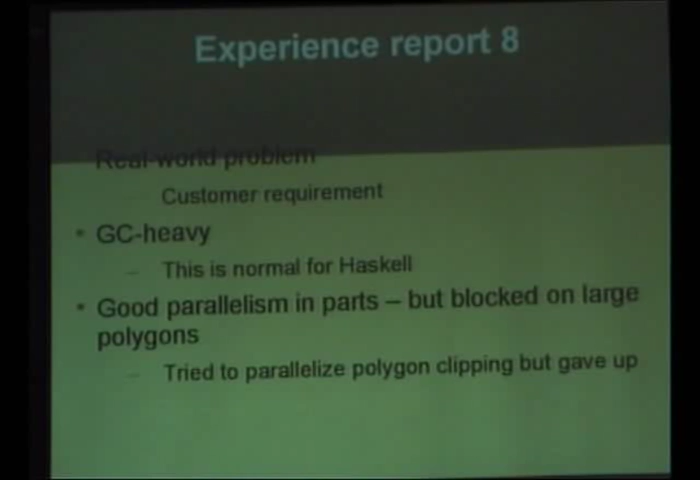 Experience report 8
Real-world problem
Customer requirement
• GC-heavy
– This is normal for Haskell
• Good parallelism in parts – but blocked on large
polygons
– Tried to parallelize polygon clipping but gave up